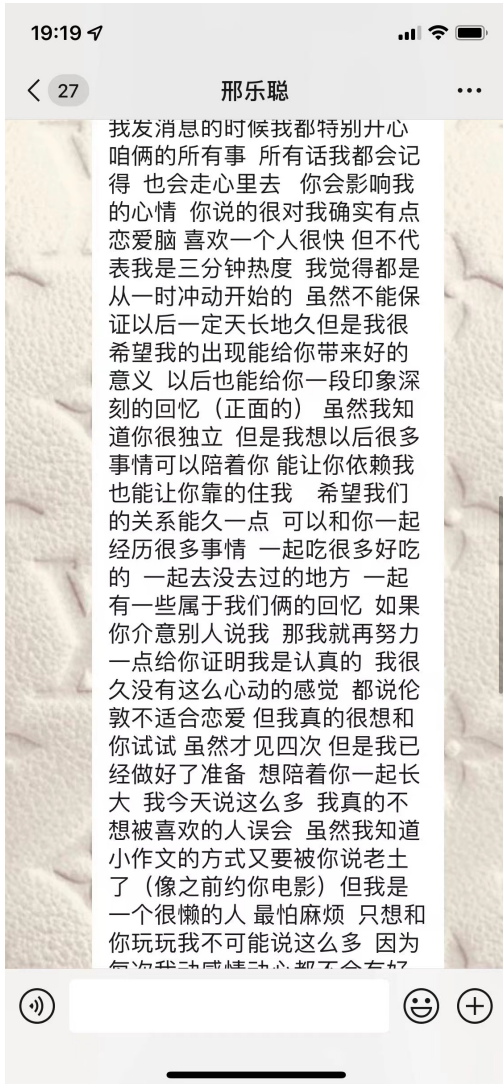 19:19
27
邢乐聪
我发消息的时候我都特别开心
咱俩的所有事 所有话我都会记
得 也会走心里去 你会影响我
的心情 你说的很对我确实有点
恋爱脑 喜欢一个人很快 但不代
表我是三分钟热度 我觉得都是
从一时冲动开始的 虽然不能保
证以后一定天长地久但是我很
希望我的出现能给你带来好的
意义 以后也能给你一段印象深
刻的回忆（正面的） 虽然我知
道你很独立 但是我想以后很多
事情可以陪着你 能让你依赖我
也能让你靠的住我 希望我们
的关系能久一点 可以和你一起
经历很多事情 一起吃很多好吃
的 一起去没去过的地方 一起
有一些属于我们俩的回忆 如果
你介意别人说我 那我就再努力
一点给你证明我是认真的 我很
久没有这么心动的感觉 都说伦
敦不适合恋爱 但我真的很想和
你试试 虽然才见四次 但是我已
经做好了准备 想陪着你一起长
大 我今天说这么多 我真的不
想被喜欢的人误会 虽然我知道
小作文的方式又要被你说老土
了（像之前约你电影）但我是
一个很懒的人 最怕麻烦 只想和
你玩玩我不可能说这么多 因为
每次我动感情动心都不会有好